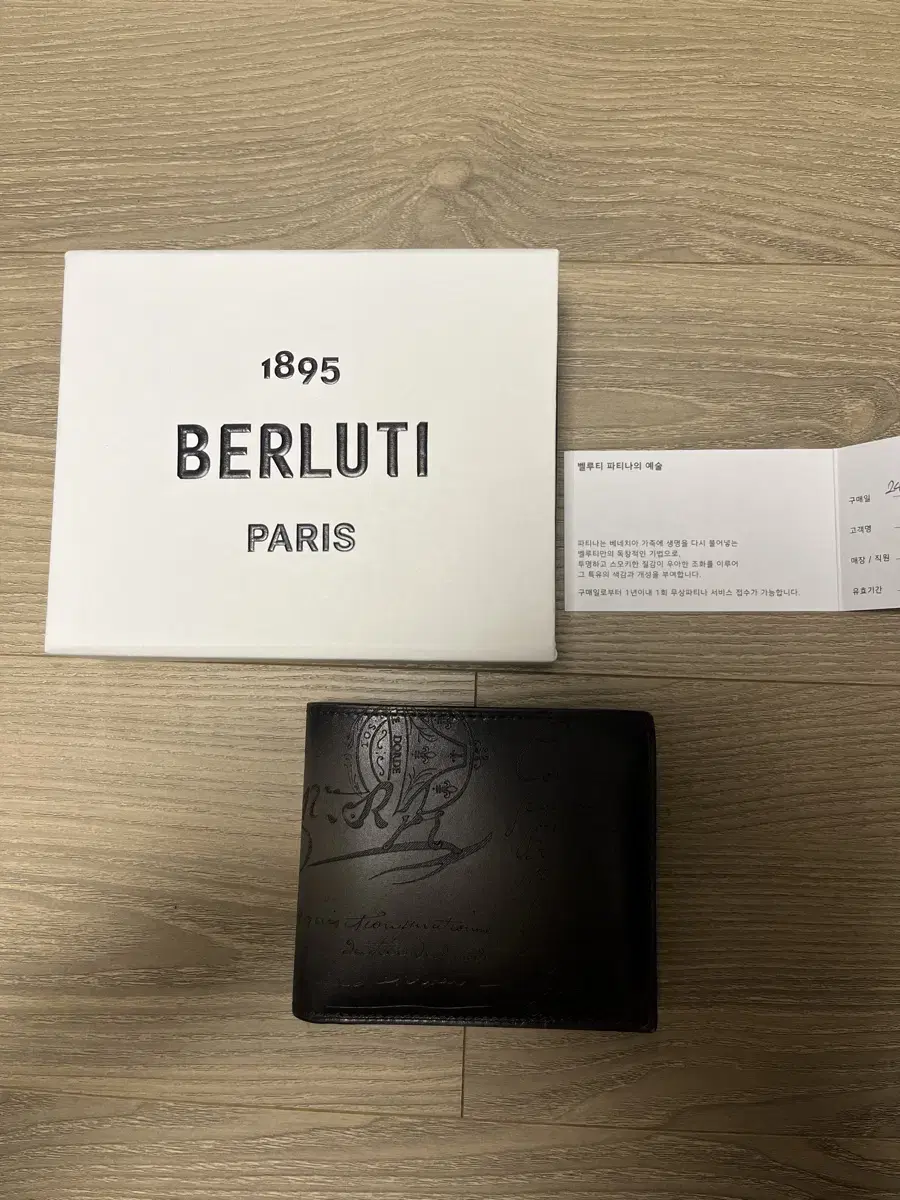 1895
BERLUTI
PARIS
벨루티 파티나의 예술
파티나는 베네치아 가죽에 생명을 다시 불어넣는
벨루티만의 독창적인 기법으로,
투명하고 스모키한 질감이 우아한 조화를 이루어
그 특유의 색감과 개성을 부여합니다.
구매일로부터 1년이내 1회 무상파티나 서비스 접수가 가능합니다.
구매일 24
고객명
매장 / 직원
유효기간
DORDE